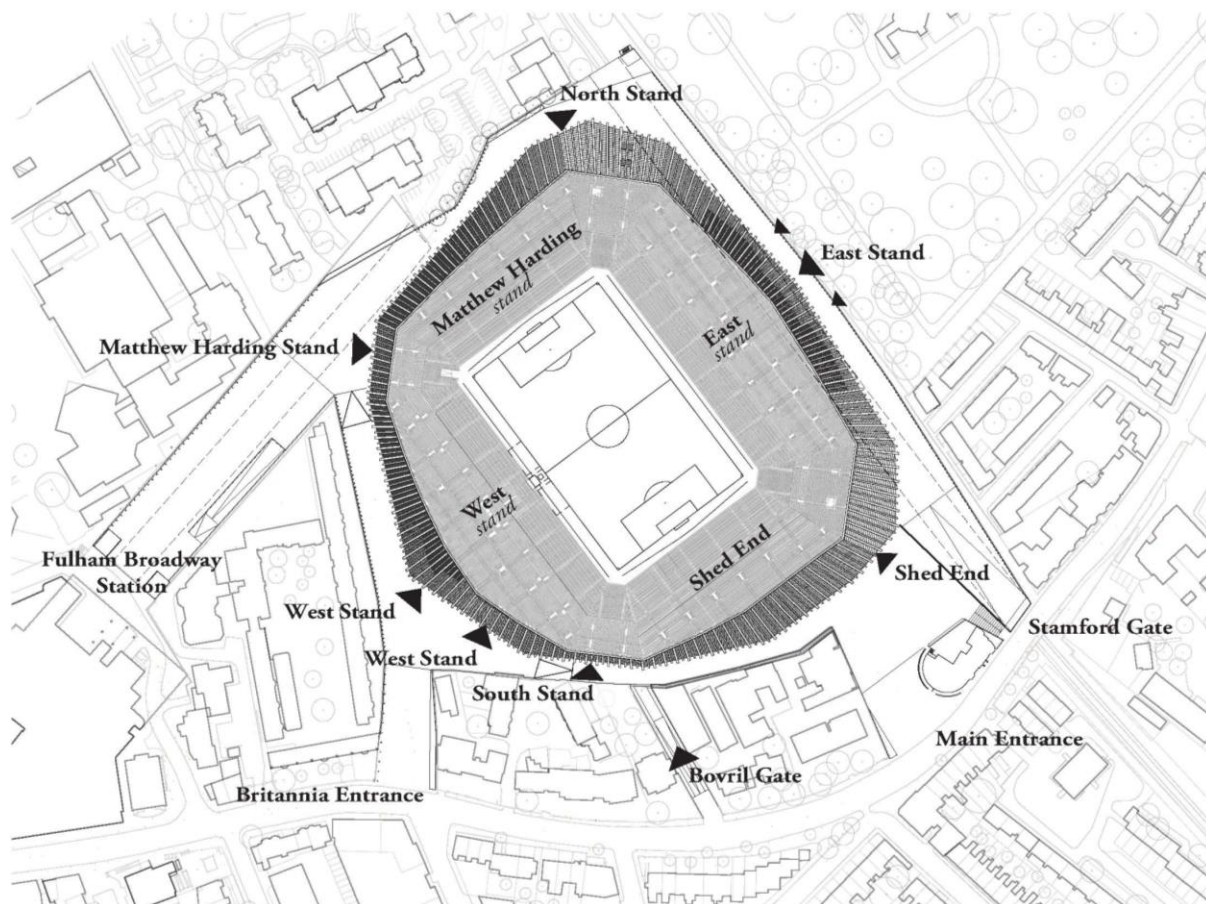 North Stand
East Stand
Matthew Harding
stand
Matthew Harding Stand
East
stand
West
stand
Shed End
Fulham Broadway
Station
Shed End
West Stand
Stamford Gate
West Stand
South Stand
Main Entrance
Bovril Gate
Britannia Entrance